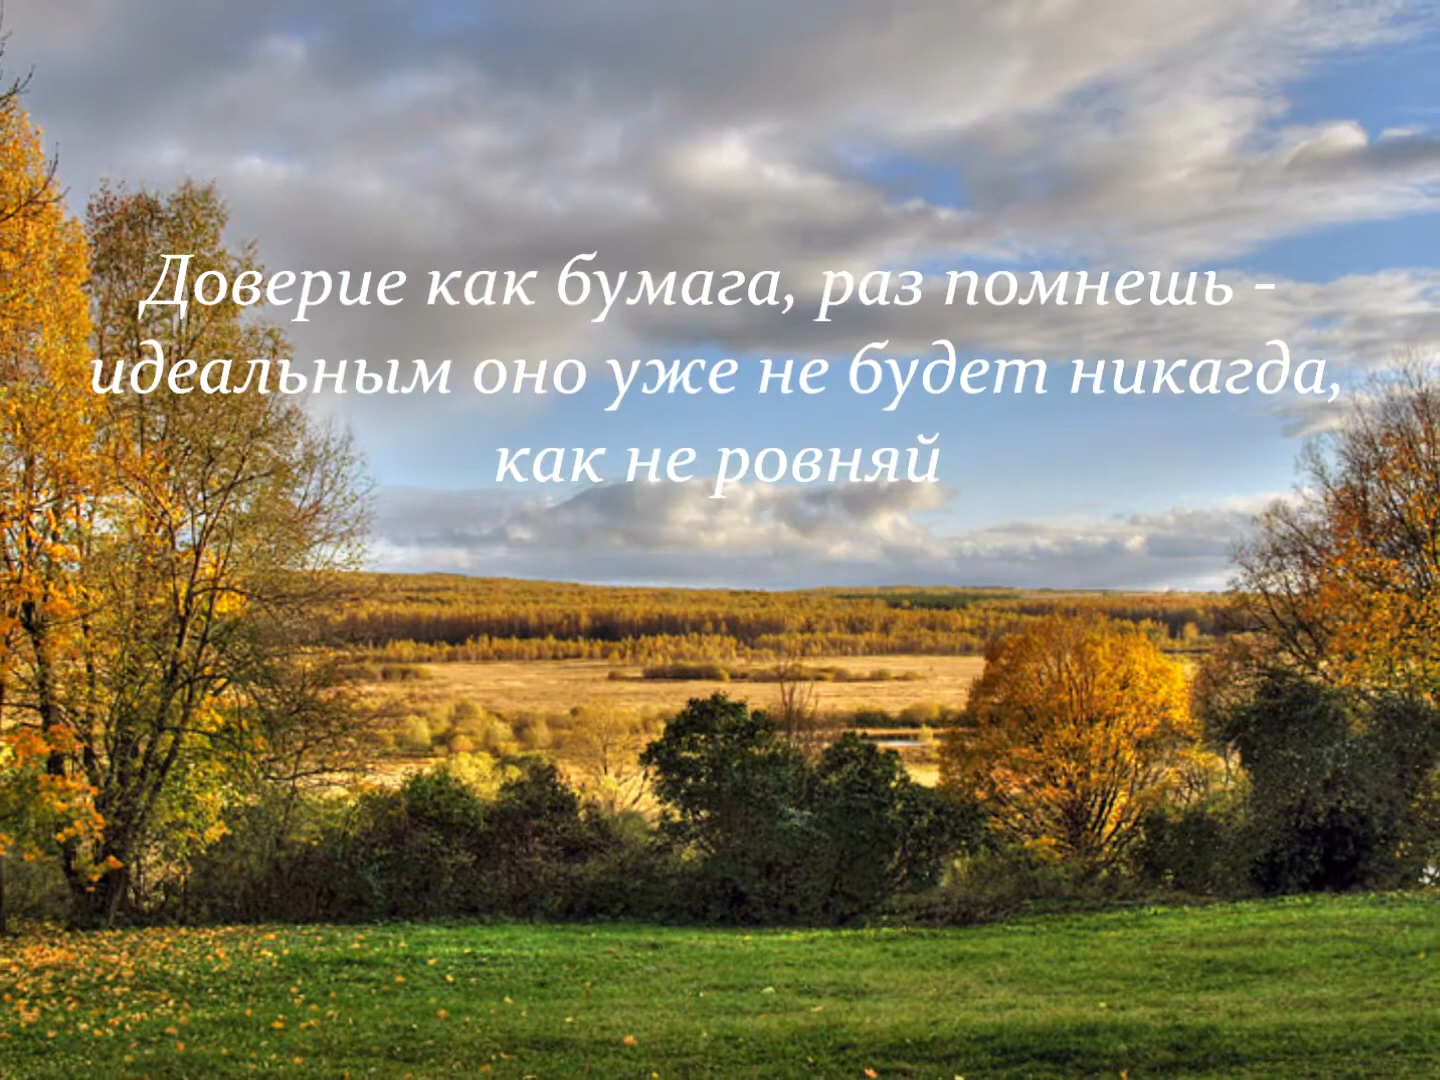 Доверие как бумага, раз помнешь -
идеальным оно уже не будет никагда,
как не ровняй